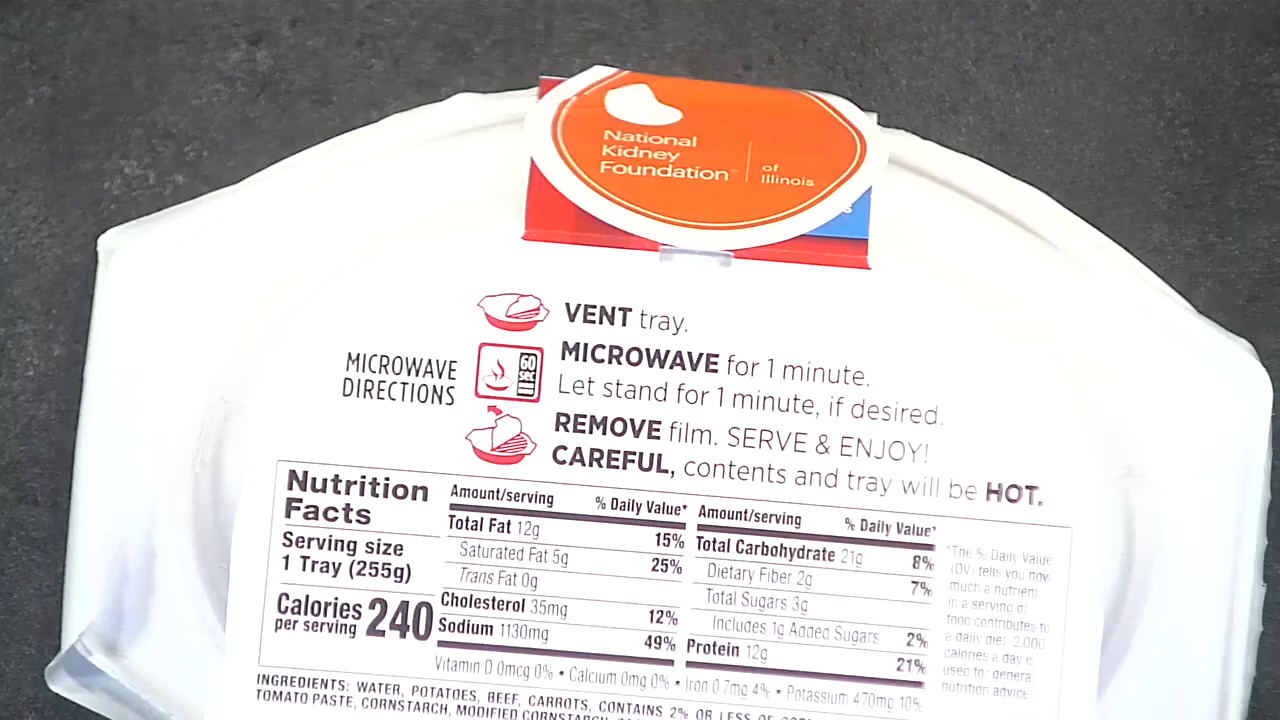 National
Kidney
Foundation®
of
Illinois
VENT tray.
MICROWAVE
DIRECTIONS
60
sec
MICROWAVE for 1 minute.
Let stand for 1 minute, if desired.
REMOVE film. SERVE & ENJOY!
CAREFUL, contents and tray will be HOT.
Nutrition
Facts
Serving size
1 Tray (255g)
Calories
per serving
240
Amount/serving % Daily Value*
Total Fat 12g 15%
Saturated Fat 5g 25%
Trans Fat 0g
Cholesterol 35mg 12%
Sodium 1130mg 49%
Amount/serving % Daily Value*
Total Carbohydrate 21g 8%
Dietary Fiber 2g 7%
Total Sugars 3g
Includes 1g Added Sugars 2%
Protein 12g 21%
*The % Daily Value
(DV) tells you how
much a nutrient
in a serving of
food contributes to
a daily diet. 2,000
calories a day is
used for general
nutrition advice.
Vitamin D 0mcg 0% • Calcium 0mg 0% • Iron 0.7mg 4% • Potassium 470mg 10%
INGREDIENTS: WATER, POTATOES, BEEF, CARROTS, CONTAINS 2% OR LESS OF
TOMATO PASTE, CORNSTARCH, MODIFIED CORNSTARCH,